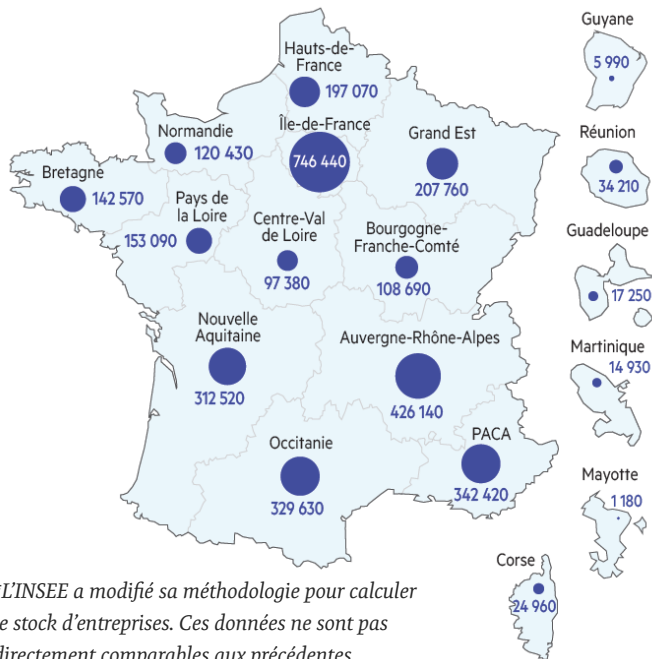 Hauts-de-
France
197 070
Île-de-France
746 440
Normandie
120 430
Grand Est
207 760
Bretagne
142 570
Pays de
la Loire
153 090
Centre-Val
de Loire
97 380
Bourgogne-
Franche-Comté
108 690
Nouvelle
Aquitaine
312 520
Auvergne-Rhône-Alpes
426 140
Occitanie
329 630
PACA
342 420
Guyane
5 990
Réunion
34 210
Guadeloupe
17 250
Martinique
14 930
Mayotte
1 180
Corse
24 960
L'INSEE a modifié sa méthodologie pour calculer
e stock d'entreprises. Ces données ne sont pas
directement comparables aux précédentes